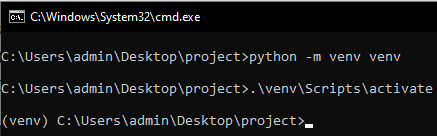 C:\Windows\System32\cmd.exe
C:\Users\admin\Desktop\project>python -m venv venv
C:\Users\admin\Desktop\project>.\venv\Scripts\activate
(venv) C:\Users\admin\Desktop\project>